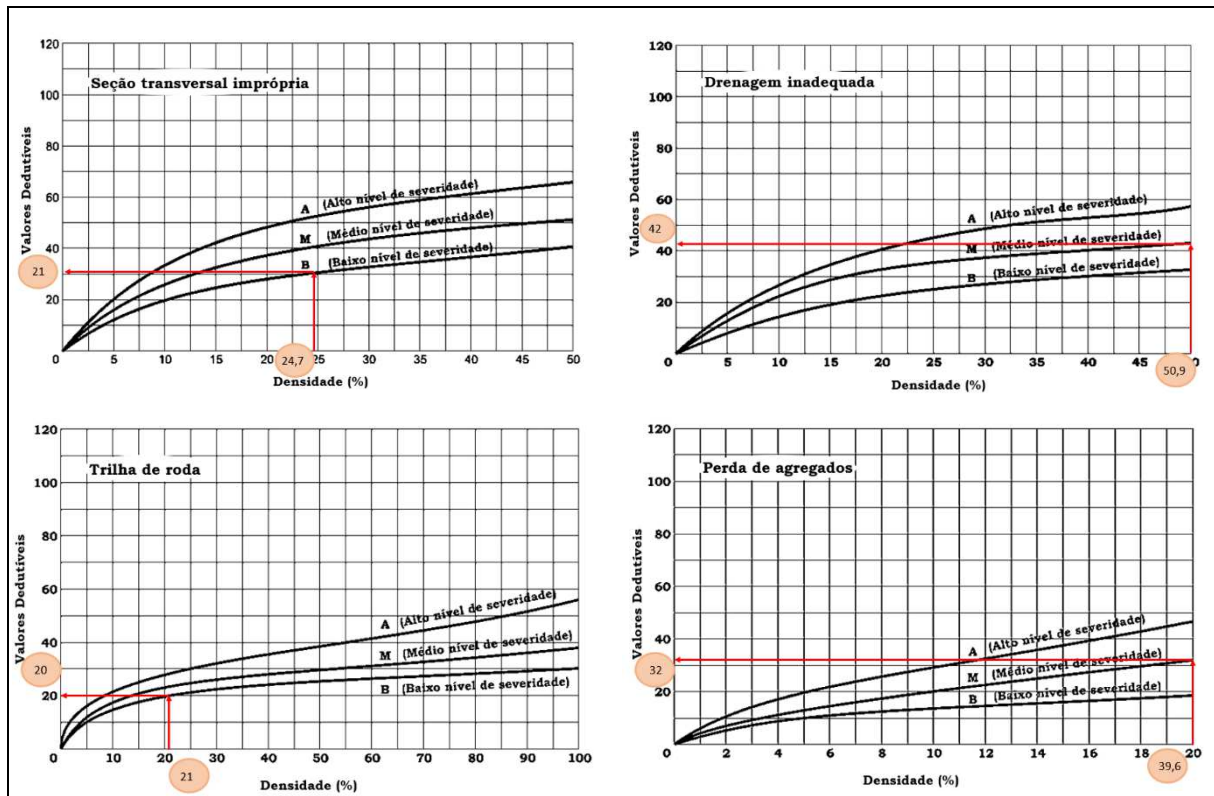 Seção transversal imprópria
Valores Dedutíveis
120
100
80
60
40
20
21
A (Alto nível de severidade)
M (Médio nível de severidade)
B (Baixo nível de severidade)
0 5 10 15 20 25 30 35 40 45 50
24,7
Densidade (%)
Drenagem inadequada
Valores Dedutíveis
120
100
80
60
40
20
0
42
A (Alto nível de severidade)
M (Médio nível de severidade)
B (Baixo nível de severidade)
0 5 10 15 20 25 30 35 40 45 0
50,9
Densidade (%)
Trilha de roda
Valores Dedutíveis
120
100
80
60
40
20
0
20
A (Alto nível de severidade)
M (Médio nível de severidade)
B (Baixo nível de severidade)
0 10 20 30 40 50 60 70 80 90 100
21
Densidade (%)
Perda de agregados
Valores Dedutíveis
120
100
80
60
40
20
0
32
A (Alto nível de severidade)
M (Médio nível de severidade)
B (Baixo nível de severidade)
0 2 4 6 8 10 12 14 16 18 20
39,6
Densidade (%)